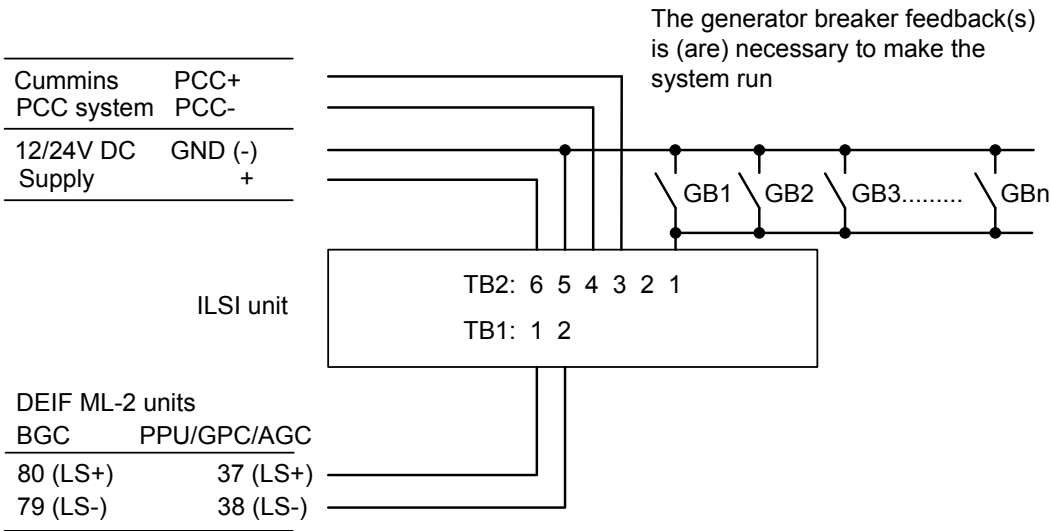 The generator breaker feedback(s)
is (are) necessary to make the
system run
Cummins PCC+
PCC system PCC-
12/24V DC GND (-)
Supply +
GB1 GB2 GB3......... GBn
TB2: 6 5 4 3 2 1
ILSI unit
TB1: 1 2
DEIF ML-2 units
BGC PPU/GPC/AGC
80 (LS+) 37 (LS+)
79 (LS-) 38 (LS-)